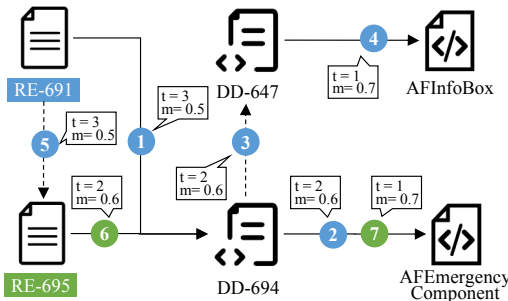 4
t = 1
m= 0.7
RE-691
DD-647
AFInfoBox
t = 3
m= 0.5
t = 3
m= 0.5
5
1
3
t = 2
m= 0.6
t = 2
m= 0.6
t = 2
m= 0.6
t = 1
m= 0.7
6
2
7
RE-695
DD-694
AFEmergency
Component